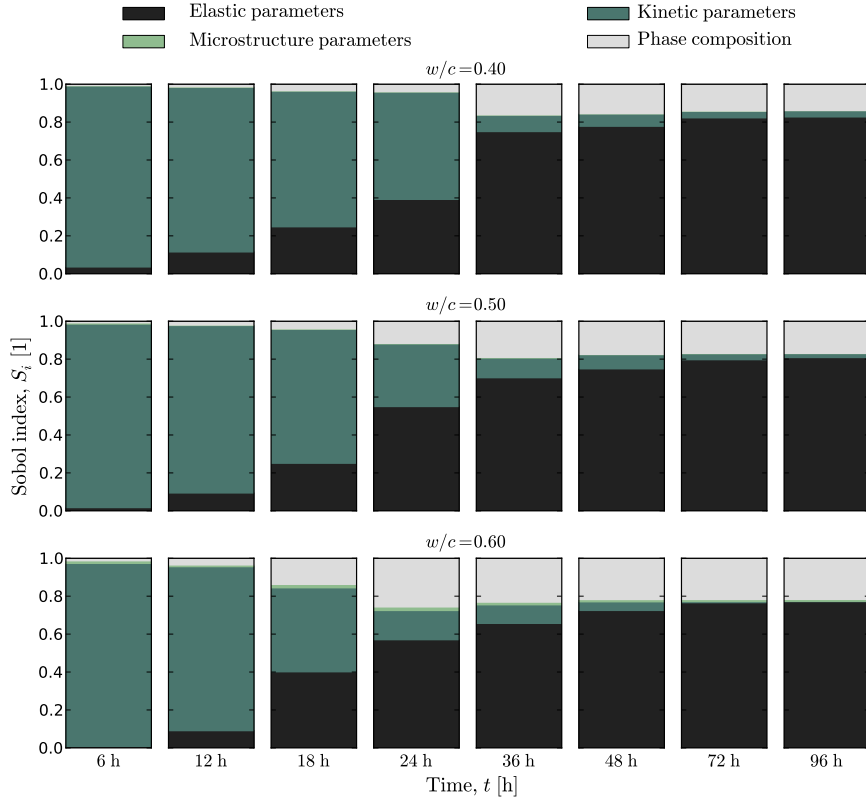 Elastic parameters
Kinetic parameters
Microstructure parameters
Phase composition
w/c=0.40
1.0
0.8
0.6
0.4
0.2
0.0
w/c=0.50
1.0
0.8
0.6
0.4
0.2
0.0
Sobol index, S_i [1]
w/c=0.60
1.0
0.8
0.6
0.4
0.2
0.0
6 h 12 h 18 h 24 h 36 h 48 h 72 h 96 h
Time, t [h]